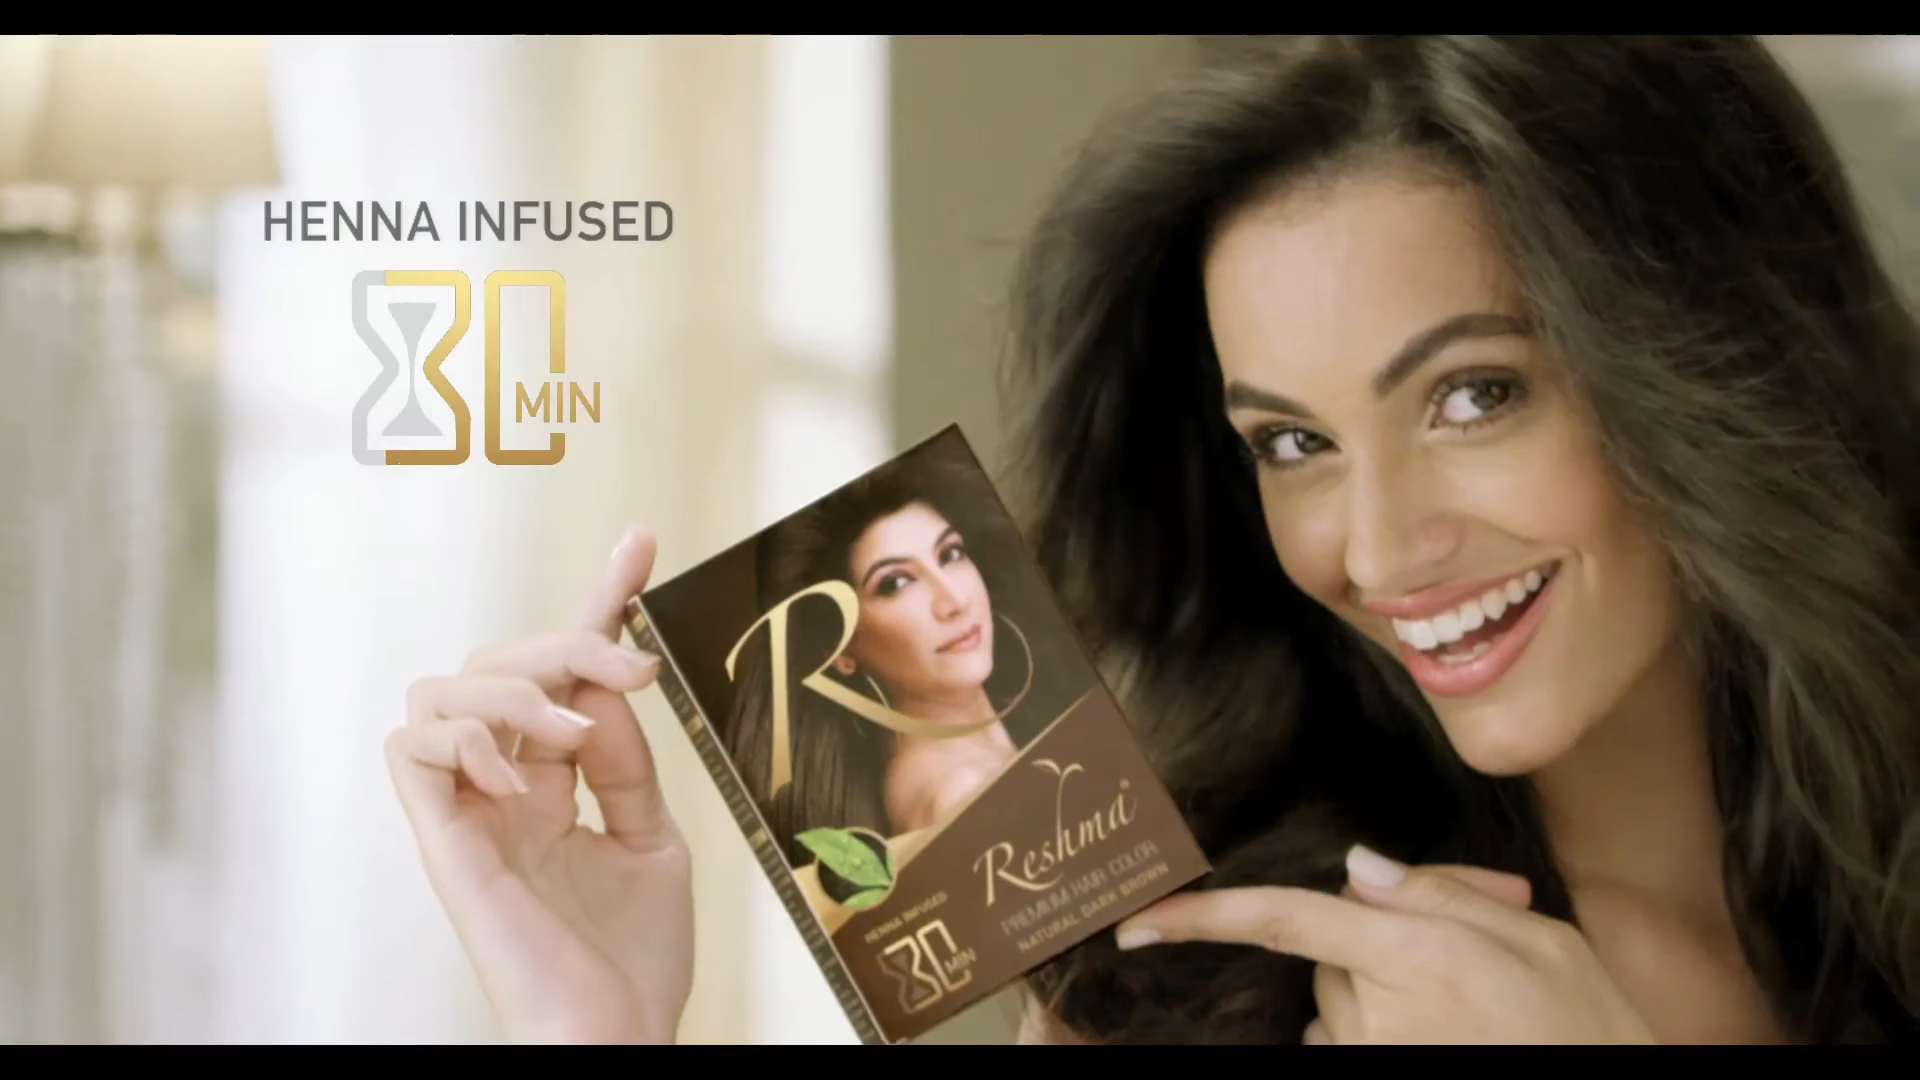 HENNA INFUSED
30 MIN
R
Reshma®
PREMIUM HAIR COLOR
NATURAL DARK BROWN
HENNA INFUSED
30 MIN